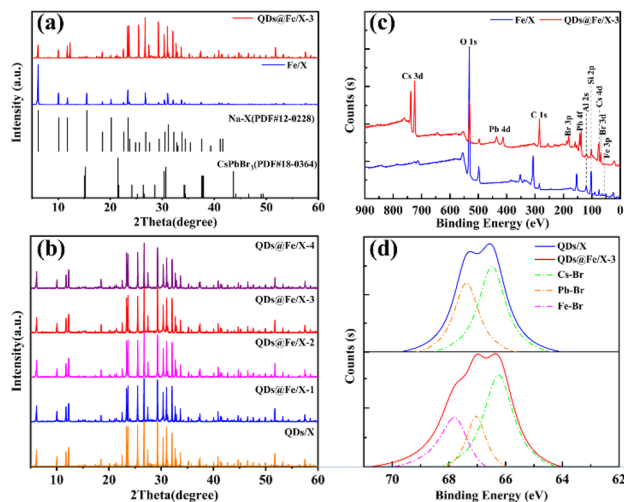 (a)
QDs@Fe/X-3
Fe/X
Na-X(PDF#12-0228)
CsPbBr3(PDF#18-0364)
Intensity (a.u.)
10 20 30 40 50 60
2Theta(degree)
(b)
QDs@Fe/X-4
QDs@Fe/X-3
QDs@Fe/X-2
QDs@Fe/X-1
QDs/X
Intensity(a.u.)
10 20 30 40 50 60
2Theta(degree)
(c)
Fe/X QDs@Fe/X-3
O 1s
Cs 3d
Pb 4d
C 1s
Br 3p
Pb 4f
Al 2s
Si 2p
Cs 4d
Br 3d
Fe 3p
Counts (s)
900 800 700 600 500 400 300 200 100 0
Binding Energy (eV)
(d)
QDs/X
QDs@Fe/X-3
Cs-Br
Pb-Br
Fe-Br
Counts (s)
70 68 66 64 62
Binding Energy (eV)